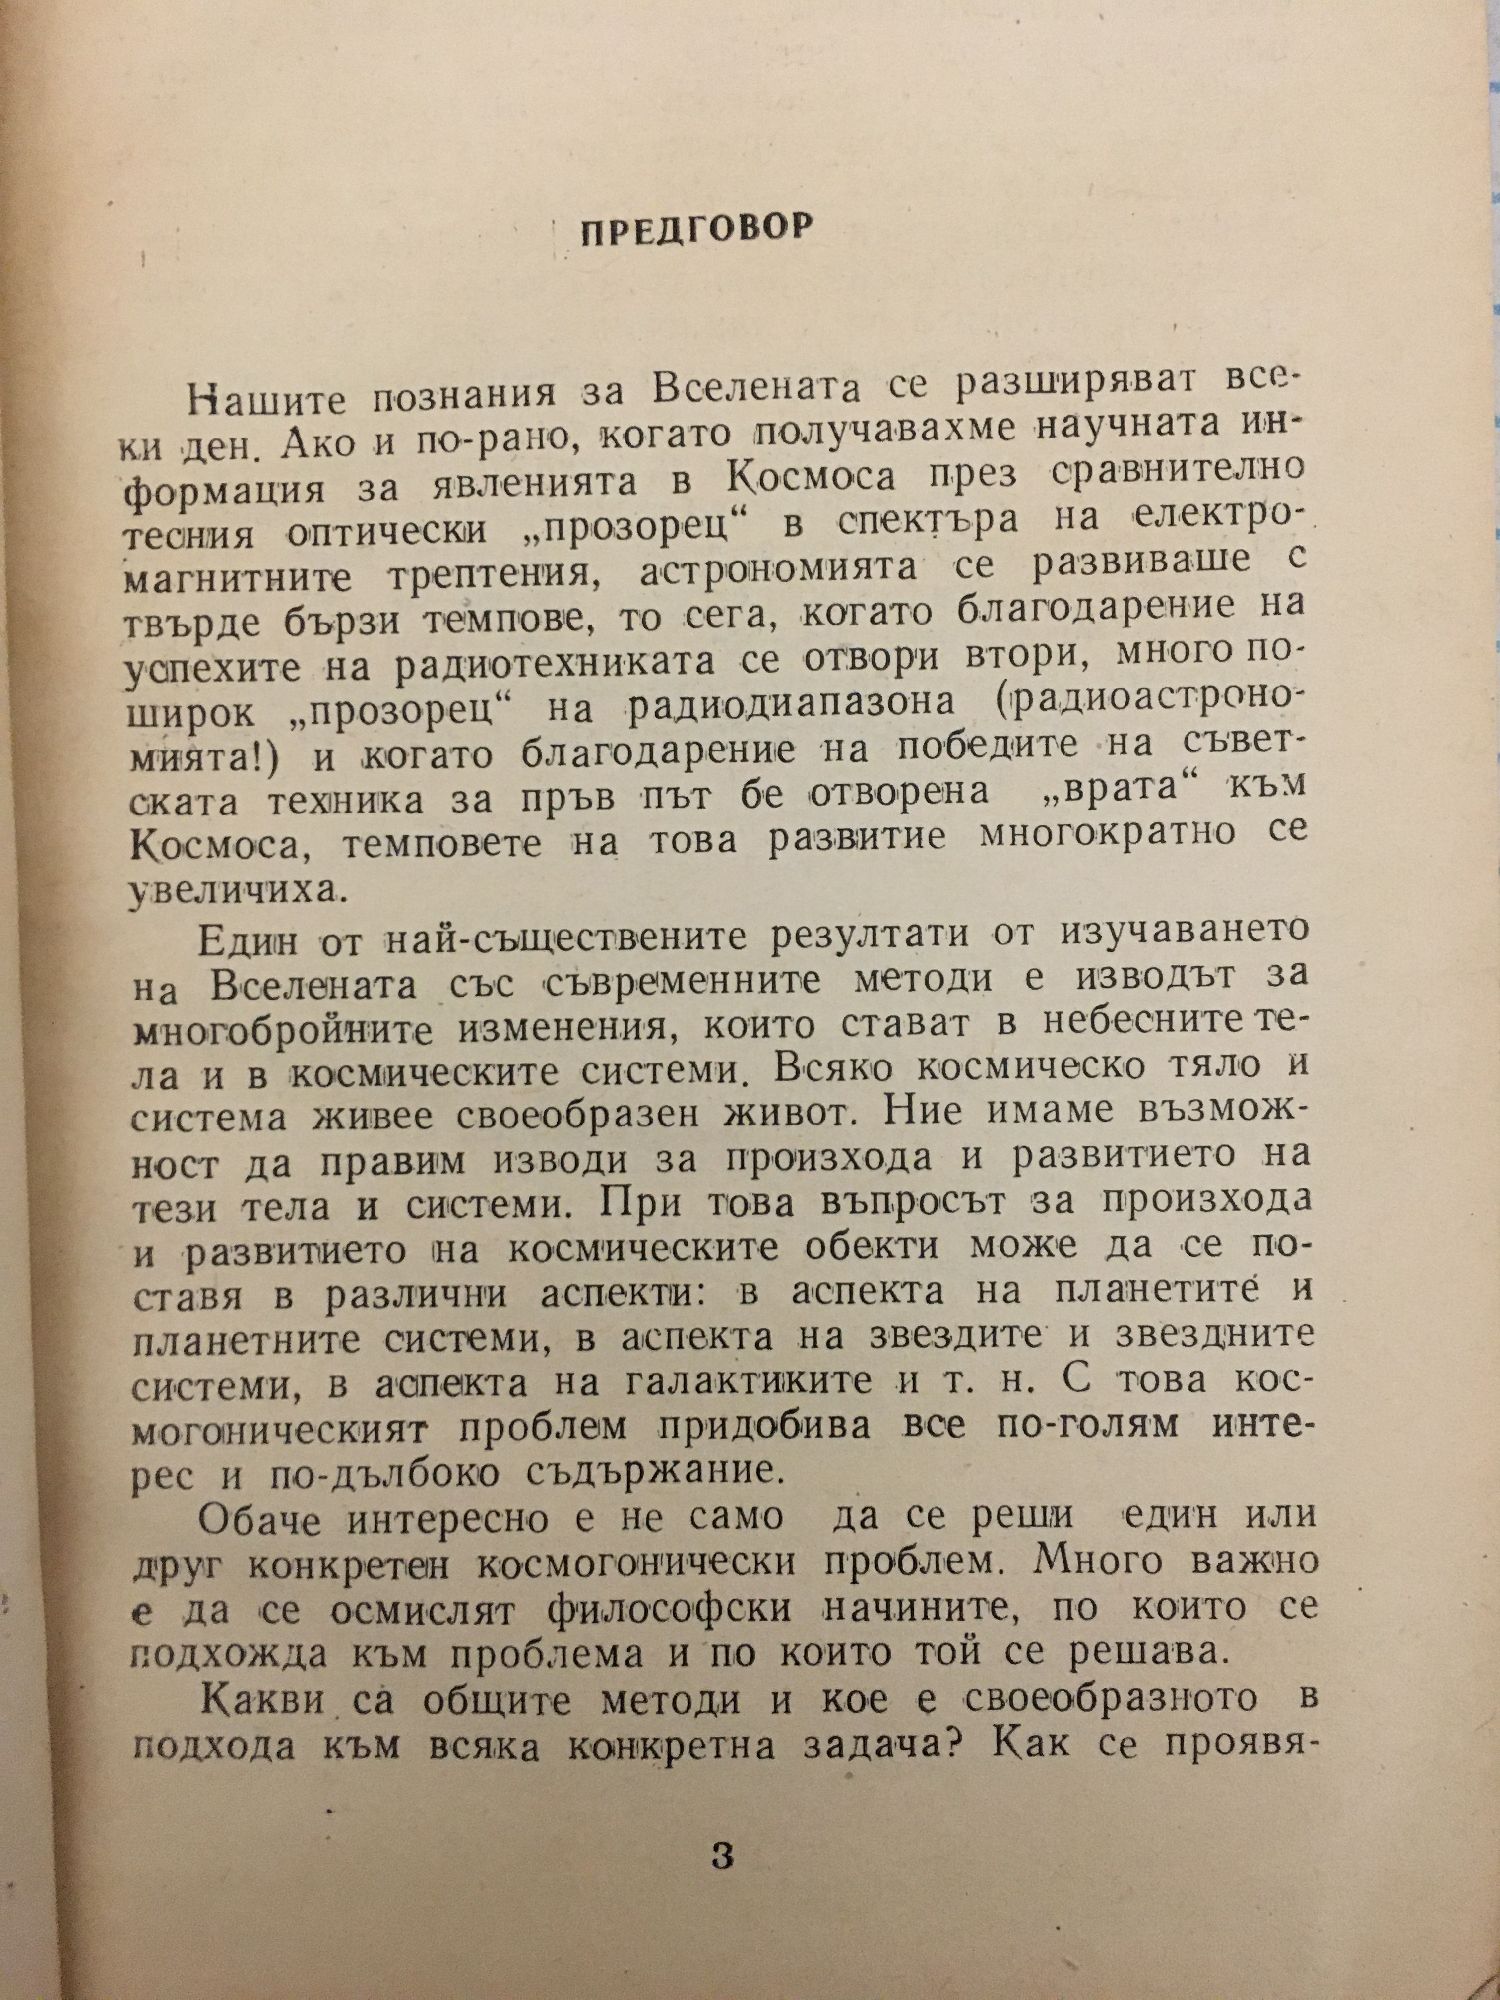 ПРЕДГОВОР
Нашите познания за Вселената се разширяват все-
ки ден. Ако и по-рано, когато получавахме научната ин-
формация за явленията в Космоса през сравнително
тесния оптически „прозорец“ в спектъра на електро-
магнитните трептения, астрономията се развиваше с
твърде бързи темпове, то сега, когато благодарение на
успехите на радиотехниката се отвори втори, много по-
широк „прозорец“ на радиодиапазона (радиоастроно-
мията!) и когато благодарение на победите на съвет-
ската техника за пръв път бе отворена „врата“ към
Космоса, темповете на това развитие многократно се
увеличиха.
Един от най-съществените резултати от изучаването
на Вселената със съвременните методи е изводът за
многобройните изменения, които стават в небесните те-
ла и в космическите системи. Всяко космическо тяло и
система живее своеобразен живот. Ние имаме възмож-
ност да правим изводи за произхода и развитието на
тези тела и системи. При това въпросът за произхода
и развитието на космическите обекти може да се по-
ставя в различни аспекти: в аспекта на планетите и
планетните системи, в аспекта на звездите и звездните
системи, в аспекта на галактиките и т. н. С това кос-
могоническият проблем придобива все по-голям инте-
рес и по-дълбоко съдържание.
Обаче интересно е не само да се реши един или
друг конкретен космогонически проблем. Много важно
е да се осмислят философски начините, по които се
подхожда към проблема и по които той се решава.
Какви са общите методи и кое е своеобразното в
подхода към всяка конкретна задача? Как се проявя-
3